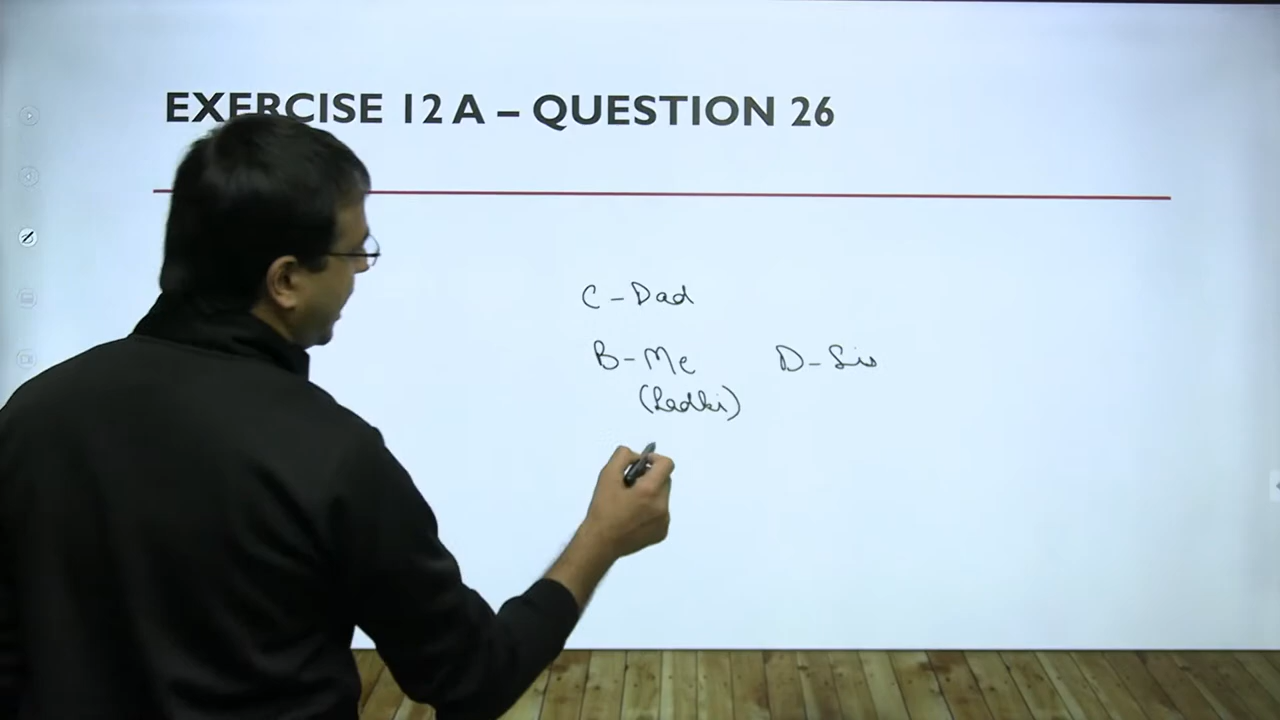 EXERCISE 12 A – QUESTION 26
C - Dad
B - Me D - Sis
(Ladki)